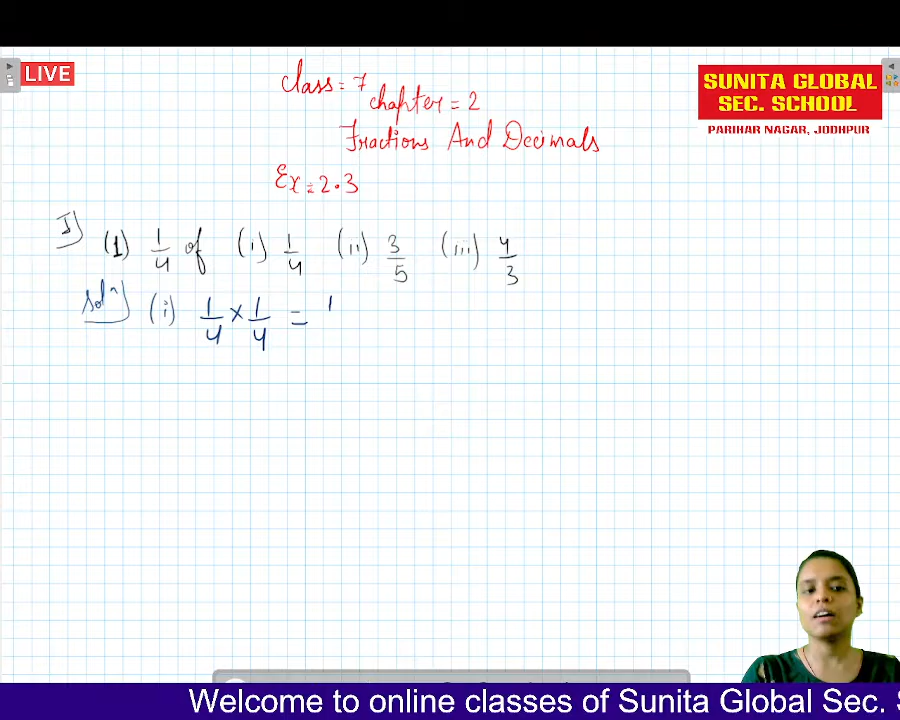 LIVE
SUNITA GLOBAL
SEC. SCHOOL
PARIHAR NAGAR, JODHPUR
Class = 7
chapter = 2
Fractions And Decimals
Ex÷2.3
I) (1) 1/4 of (i) 1/4 (ii) 3/5 (iii) 4/3
Solⁿ) (i) 1/4 × 1/4 = 1
Welcome to online classes of Sunita Global Sec.